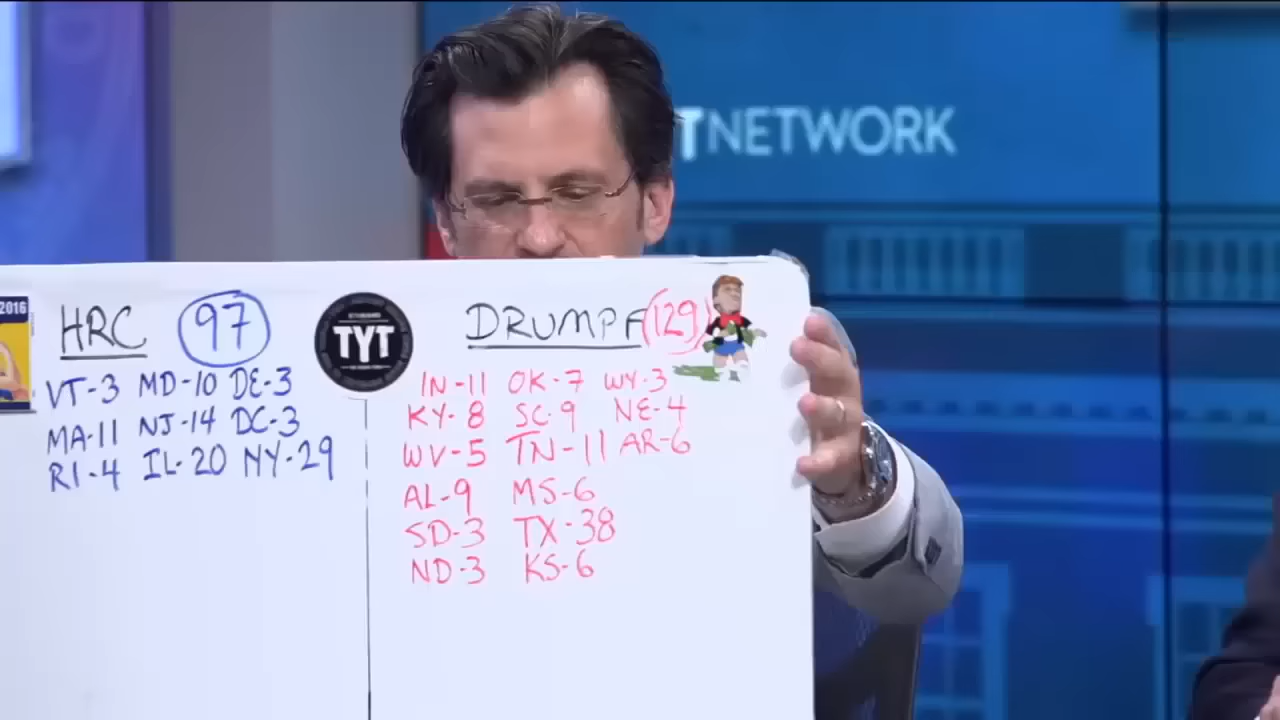 TNETWORK
2016
HRC 97
TYT
DRUMPF 129
VT-3 MD-10 DE-3
MA-11 NJ-14 DC-3
RI-4 IL-20 NY-29
IN-11 OK-7 WY-3
KY-8 SC-9 NE-4
WV-5 TN-11 AR-6
AL-9 MS-6
SD-3 TX-38
ND-3 KS-6